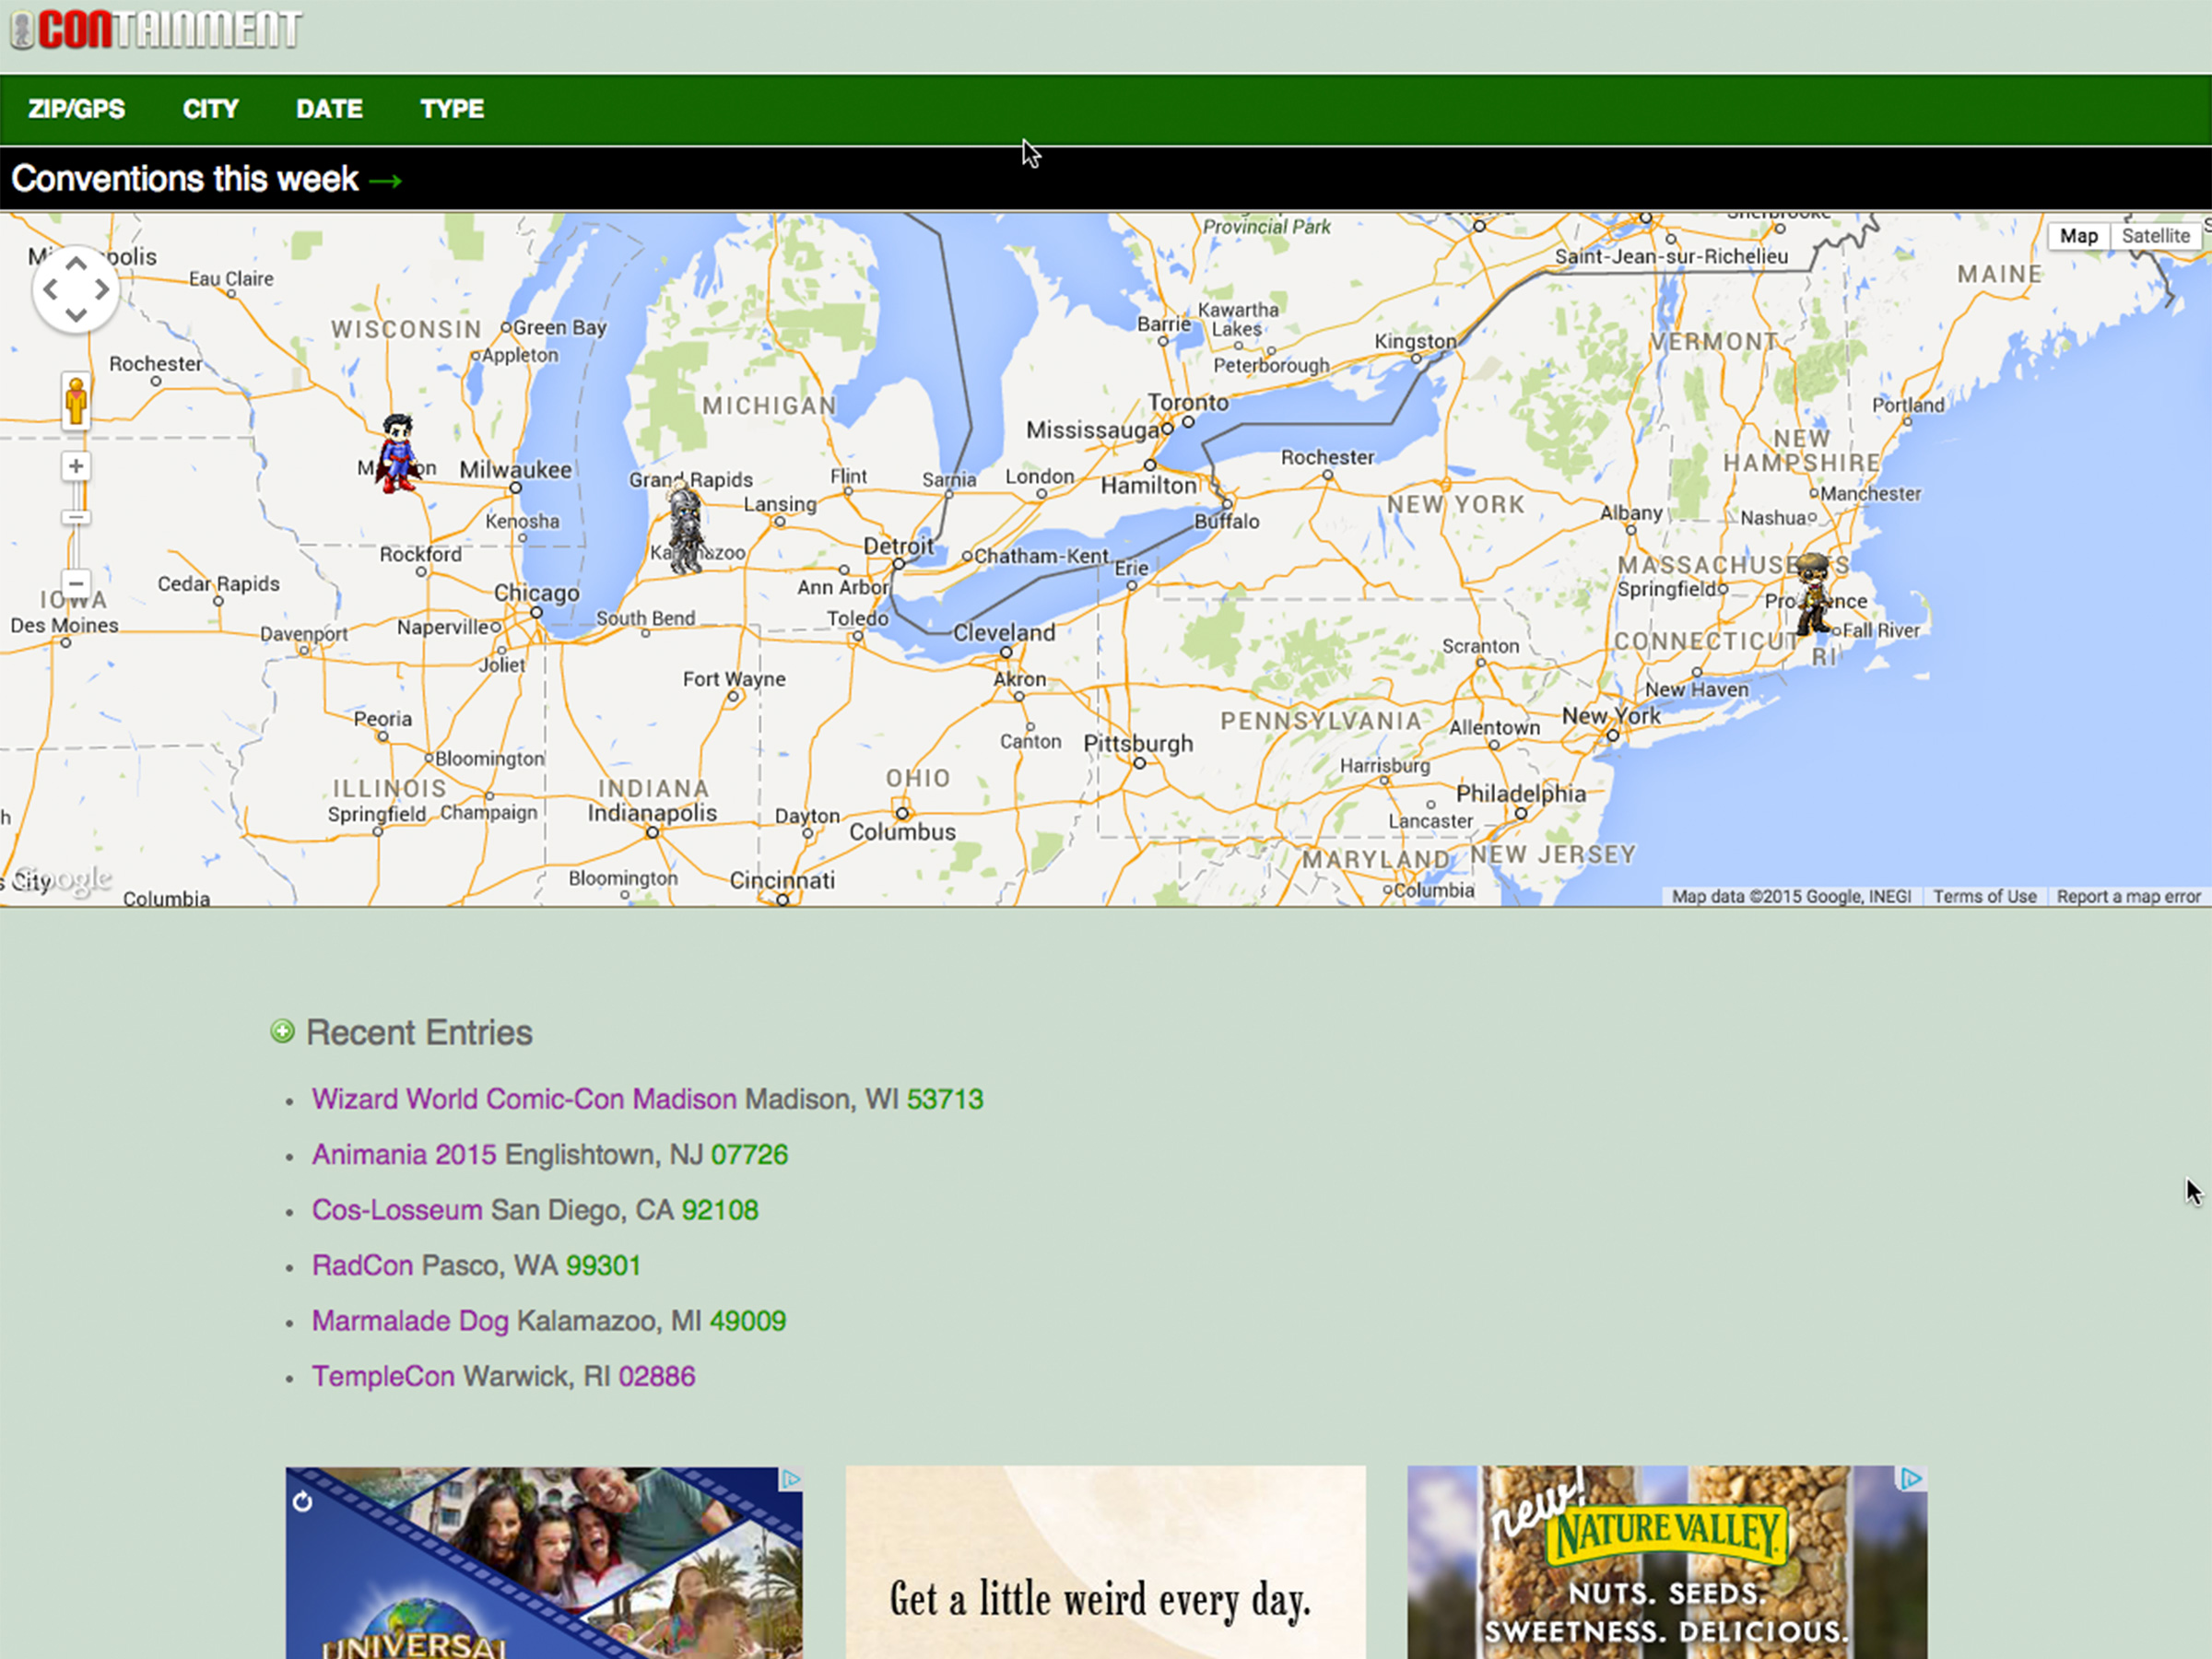 CONTAINMENT
ZIP/GPS CITY DATE TYPE
Conventions this week →
Provincial Park
Map Satellite
Saint-Jean-sur-Richelieu
MAINE
Eau Claire
Kawartha
Lakes
Barrie
WISCONSIN
Green Bay
Kingston
VERMONT
Appleton
Rochester
Peterborough
MICHIGAN
Toronto
Portland
Mississauga
NEW
HAMPSHIRE
Milwaukee
Grand Rapids
Flint
Sarnia
London
Hamilton
Rochester
NEW YORK
Manchester
Lansing
Albany
Nashua
Kenosha
Buffalo
Rockford
Detroit
Chatham-Kent
Erie
MASSACHUSE
Cedar Rapids
Ann Arbor
Springfield
IOWA
Chicago
Des Moines
Davenport
Naperville
South Bend
Toledo
Cleveland
Fall River
CONNECTICUT
RI
Joliet
Scranton
Fort Wayne
Akron
New Haven
Peoria
PENNSYLVANIA
Allentown
New York
Canton
Pittsburgh
Bloomington
Harrisburg
ILLINOIS
INDIANA
OHIO
Philadelphia
Springfield
Champaign
Indianapolis
Dayton
Columbus
Lancaster
MARYLAND
NEW JERSEY
Google
Bloomington
Cincinnati
Columbia
Columbia
Map data ©2015 Google, INEGI Terms of Use Report a map error
Recent Entries
• Wizard World Comic-Con Madison Madison, WI 53713
• Animania 2015 Englishtown, NJ 07726
• Cos-Losseum San Diego, CA 92108
• RadCon Pasco, WA 99301
• Marmalade Dog Kalamazoo, MI 49009
• TempleCon Warwick, RI 02886
UNIVERSAL
Get a little weird every day.
new!
NATURE VALLEY
NUTS. SEEDS.
SWEETNESS. DELICIOUS.